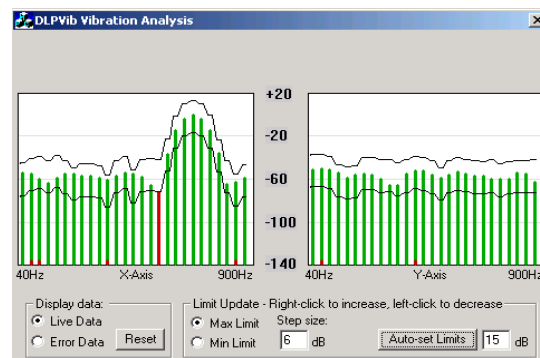 DLPVib Vibration Analysis
+20
-20
-60
-100
-140
40Hz X-Axis 900Hz
40Hz Y-Axis 900Hz
Display data:
Live Data
Error Data
Reset
Limit Update - Right-click to increase, left-click to decrease
Max Limit
Min Limit
Step size:
6 dB
Auto-set Limits
15 dB